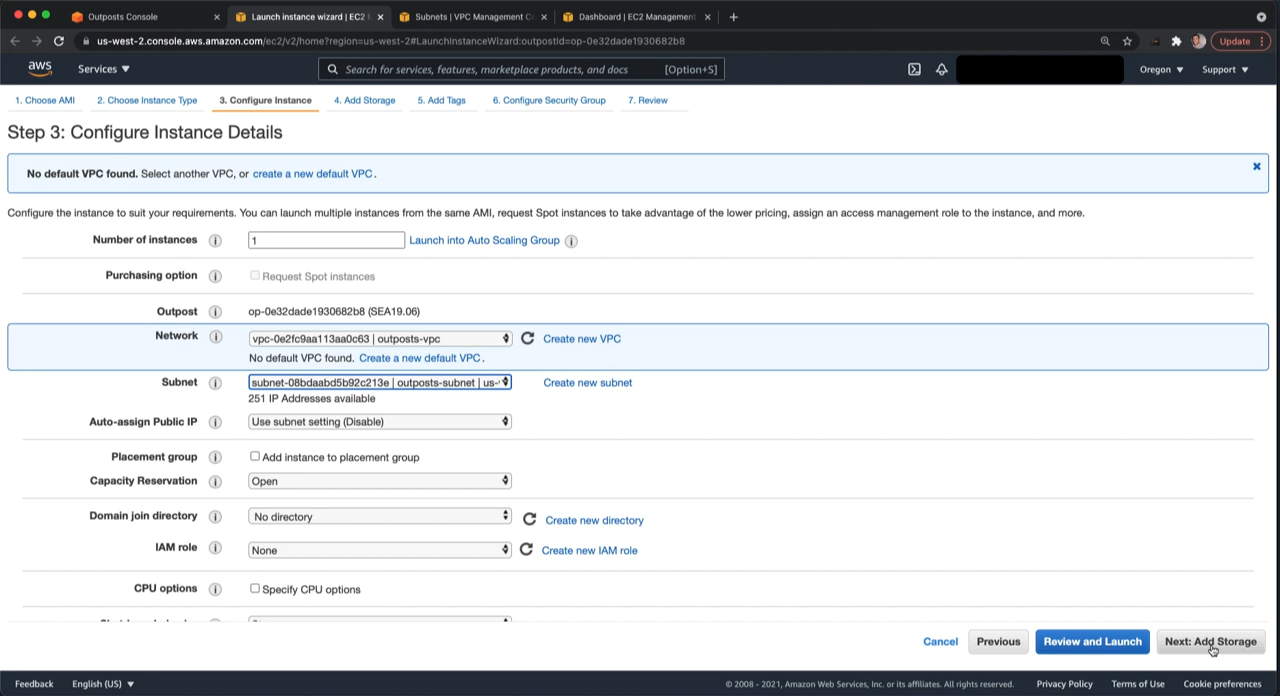 Outposts Console
Launch instance wizard | EC2
Subnets | VPC Management C
Dashboard | EC2 Management
us-west-2.console.aws.amazon.com/ec2/v2/home?region=us-west-2#LaunchInstanceWizard:outpostId=op-0e32dade1930682b8
Update
aws
Services
Search for services, features, marketplace products, and docs
[Option+S]
Oregon
Support
1. Choose AMI
2. Choose Instance Type
3. Configure Instance
4. Add Storage
5. Add Tags
6. Configure Security Group
7. Review
Step 3: Configure Instance Details
No default VPC found. Select another VPC, or create a new default VPC.
Configure the instance to suit your requirements. You can launch multiple instances from the same AMI, request Spot instances to take advantage of the lower pricing, assign an access management role to the instance, and more.
Number of instances
1
Launch into Auto Scaling Group
Purchasing option
Request Spot instances
Outpost
op-0e32dade1930682b8 (SEA19.06)
Network
vpc-0e2fc9aa113aa0c63 | outposts-vpc
Create new VPC
No default VPC found. Create a new default VPC.
Subnet
subnet-08bdaabd5b92c213e | outposts-subnet | us-
Create new subnet
251 IP Addresses available
Auto-assign Public IP
Use subnet setting (Disable)
Placement group
Add instance to placement group
Capacity Reservation
Open
Domain join directory
No directory
Create new directory
IAM role
None
Create new IAM role
CPU options
Specify CPU options
Cancel
Previous
Review and Launch
Next: Add Storage
Feedback
English (US)
© 2008 - 2021, Amazon Web Services, Inc. or its affiliates. All rights reserved.
Privacy Policy
Terms of Use
Cookie preferences